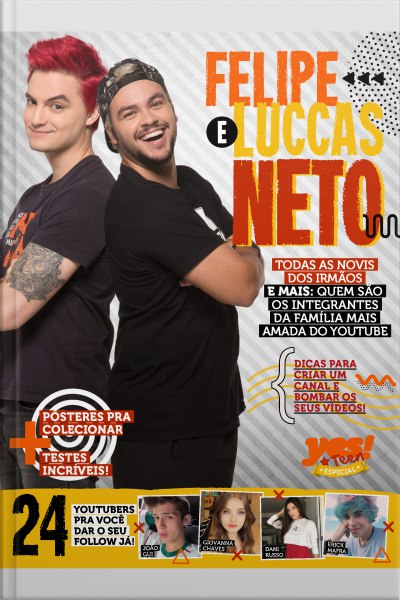 FELIPE
E LUCCAS
NETO
TODAS AS NOVIS
DOS IRMÃOS
E MAIS: QUEM SÃO
OS INTEGRANTES
DA FAMÍLIA MAIS
AMADA DO YOUTUBE
DICAS PARA
CRIAR UM
CANAL E
BOMBAR OS
SEUS VÍDEOS!
PÔSTERES PRA
COLECIONAR
+
TESTES
INCRÍVEIS!
yes!
+Teen
ESPECIAL
24
YOUTUBERS
PRA VOCÊ
DAR O SEU
FOLLOW JÁ!
JOÃO
GUI
GIOVANNA
CHAVES
DANI
RUSSO
ERICK
MAFRA